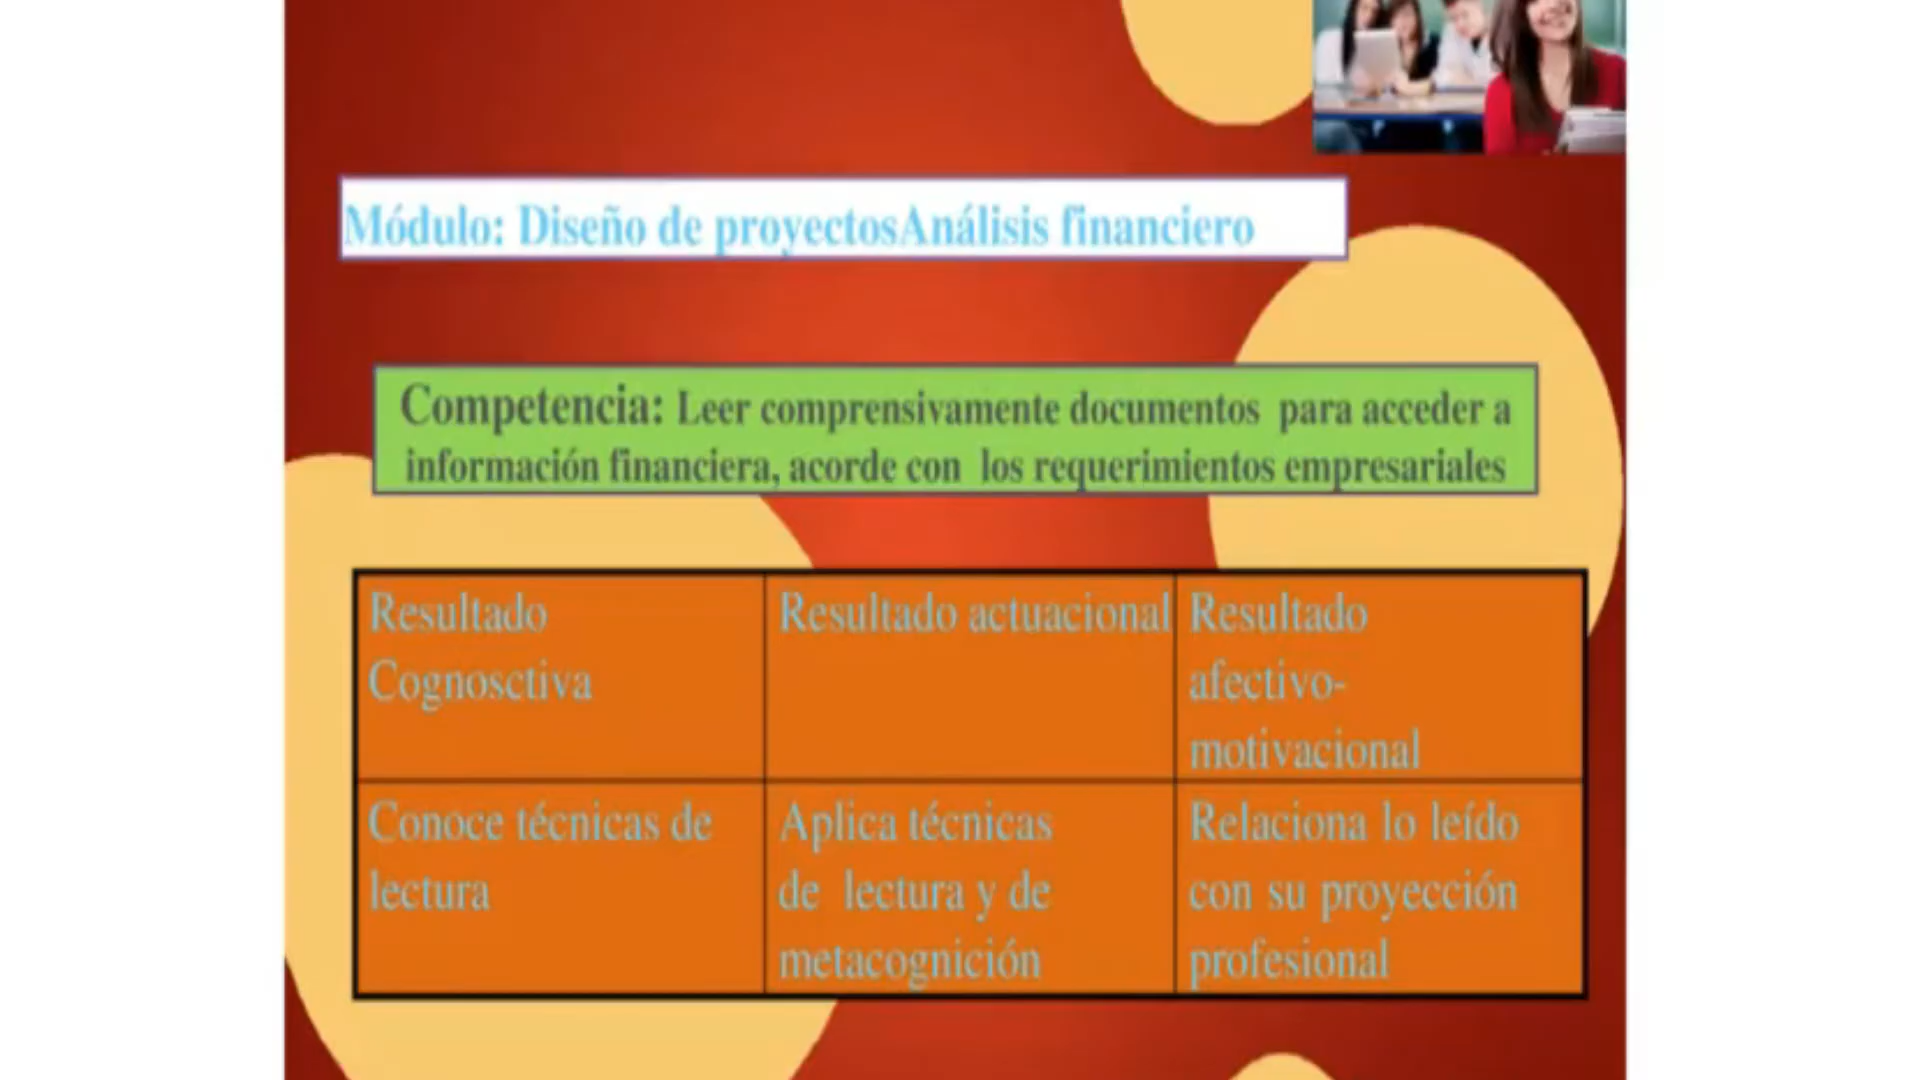 Módulo: Diseño de proyectosAnálisis financiero
Competencia: Leer comprensivamente documentos para acceder a
información financiera, acorde con los requerimientos empresariales
Resultado
Cognosctiva
Resultado actuacional
Resultado
afectivo-
motivacional
Conoce técnicas de
lectura
Aplica técnicas
de lectura y de
metacognición
Relaciona lo leído
con su proyección
profesional